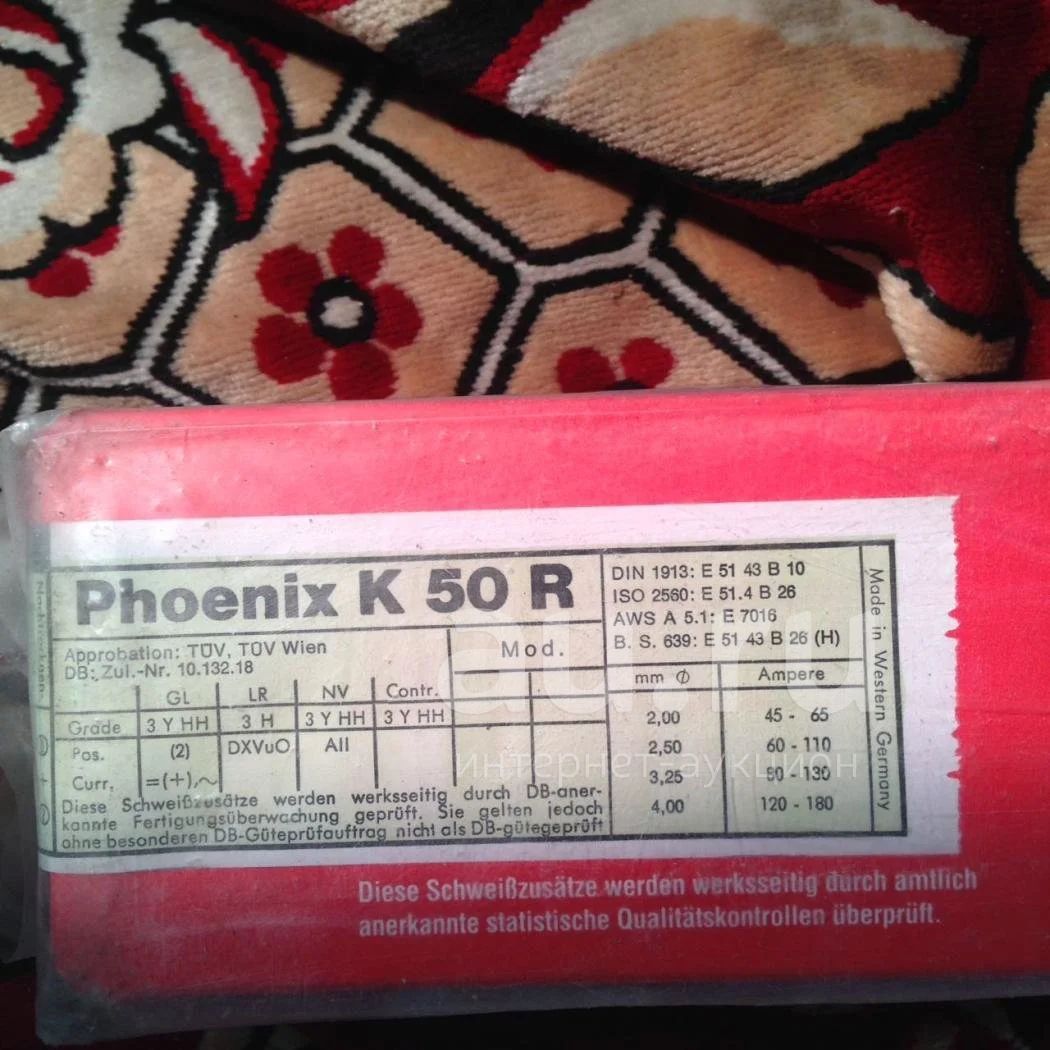 Phoenix K 50 R
Approbation: TÜV, TÜV Wien
DB: Zul.-Nr. 10.132.18
Mod.
GL LR NV Contr.
Grade 3 Y HH 3 H 3 Y HH 3 Y HH
Pos. (2) DXVuO All
Curr. =(+),~
Diese Schweißzusätze werden werksseitig durch DB-aner-
kannte Fertigungsüberwachung geprüft. Sie gelten jedoch
ohne besonderen DB-Güteprüfauftrag nicht als DB-gütegeprüft
DIN 1913: E 51 43 B 10
ISO 2560: E 51.4 B 26
AWS A 5.1: E 7016
B. S. 639: E 51 43 B 26 (H)
mm Ø Ampere
2,00 45 - 65
2,50 60 - 110
3,25 80 - 130
4,00 120 - 180
Made in Western Germany
Diese Schweißzusätze werden werksseitig durch amtlich
anerkannte statistische Qualitätskontrollen überprüft.
au.ru
интернет-аукцион